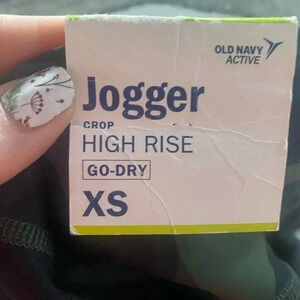 OLD NAVY
ACTIVE
Jogger
CROP
HIGH RISE
GO-DRY
XS